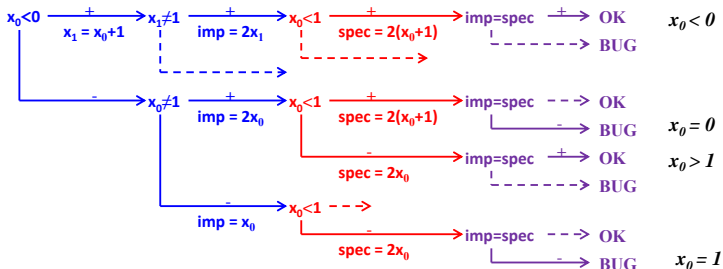 x₀<0 + x₁≠1 + x₀<1 + imp=spec + OK x₀ < 0
x₁ = x₀+1 imp = 2x₁ spec = 2(x₀+1)
BUG
- x₀≠1 + x₀<1 + imp=spec OK
imp = 2x₀ spec = 2(x₀+1)
- BUG x₀ = 0
- imp=spec + OK x₀ > 1
spec = 2x₀
BUG
- x₀<1
imp = x₀
- imp=spec OK
spec = 2x₀
- BUG x₀ = 1